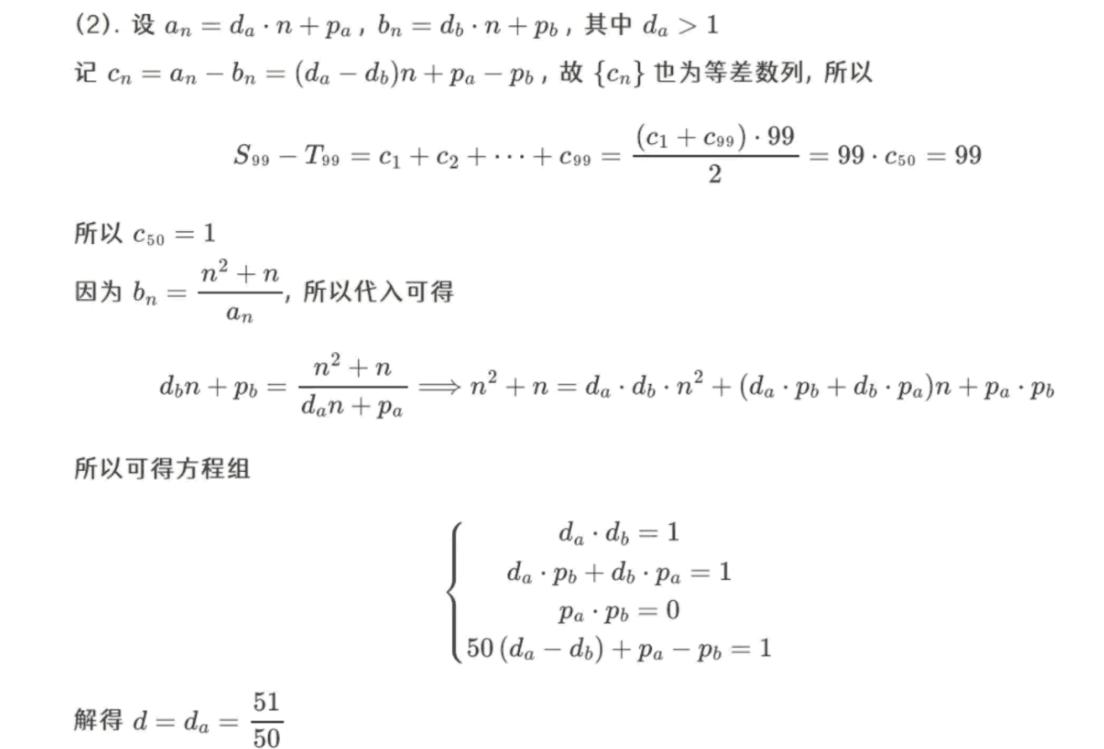 (2). 设 $a_n = d_a \cdot n + p_a$, $b_n = d_b \cdot n + p_b$, 其中 $d_a > 1$
记 $c_n = a_n - b_n = (d_a - d_b)n + p_a - p_b$, 故 $\{c_n\}$ 也为等差数列, 所以
$S_{99} - T_{99} = c_1 + c_2 + \cdots + c_{99} = \frac{(c_1 + c_{99}) \cdot 99}{2} = 99 \cdot c_{50} = 99$
所以 $c_{50} = 1$
因为 $b_n = \frac{n^2 + n}{a_n}$, 所以代入可得
$d_b n + p_b = \frac{n^2 + n}{d_a n + p_a} \Longrightarrow n^2 + n = d_a \cdot d_b \cdot n^2 + (d_a \cdot p_b + d_b \cdot p_a)n + p_a \cdot p_b$
所以可得方程组
$\begin{cases} d_a \cdot d_b = 1 \\ d_a \cdot p_b + d_b \cdot p_a = 1 \\ p_a \cdot p_b = 0 \\ 50(d_a - d_b) + p_a - p_b = 1 \end{cases}$
解得 $d = d_a = \frac{51}{50}$